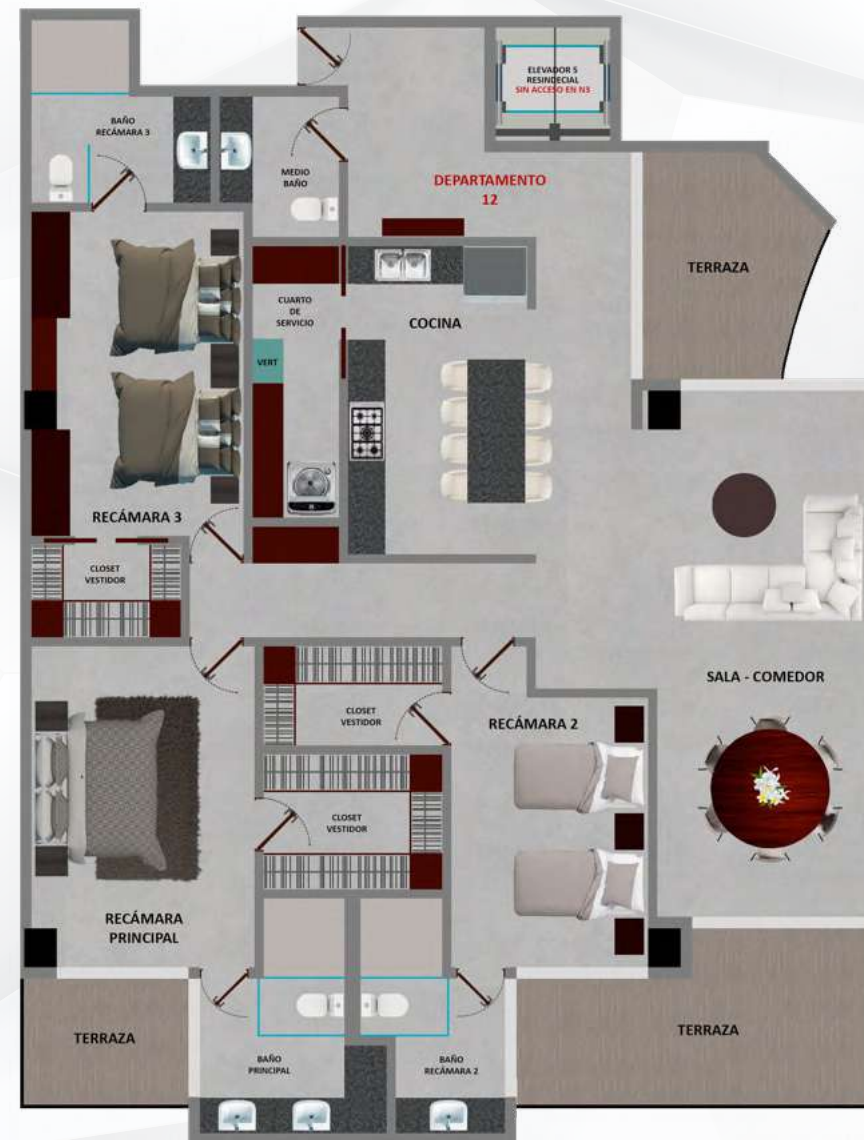 ELEVADOR 5
RESINDECIAL
SIN ACCESO EN N3
BAÑO
RECÁMARA 3
MEDIO
BAÑO
DEPARTAMENTO
12
TERRAZA
CUARTO
DE
SERVICIO
COCINA
VERT
RECÁMARA 3
CLOSET
VESTIDOR
SALA - COMEDOR
CLOSET
VESTIDOR
RECÁMARA 2
CLOSET
VESTIDOR
RECÁMARA
PRINCIPAL
TERRAZA
TERRAZA
BAÑO
PRINCIPAL
BAÑO
RECÁMARA 2